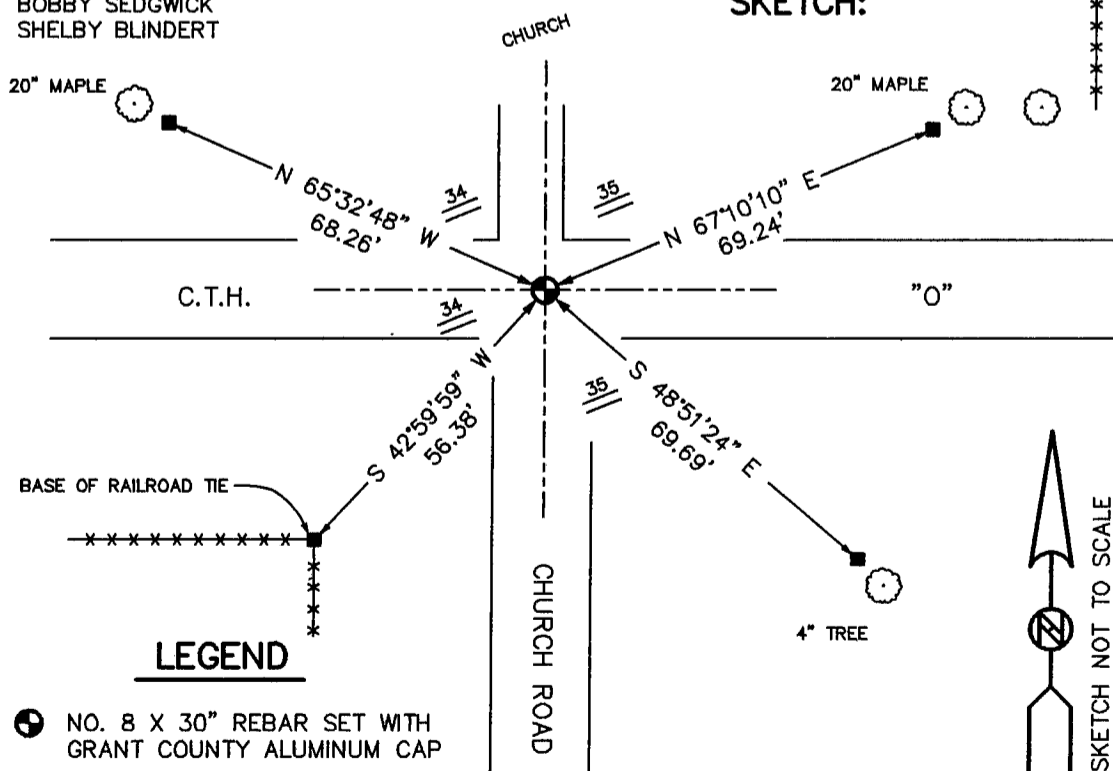 BOBBY SEDGWICK
SHELBY BLINDERT
SKETCH:
CHURCH
20" MAPLE
20" MAPLE
N 65°32'48" W
68.26'
34
35
N 67°10'10" E
69.24'
C.T.H.
"O"
34
35
S 42°59'59" W
56.38'
S 48°51'24" E
69.69'
BASE OF RAILROAD TIE
4" TREE
CHURCH ROAD
N
SKETCH NOT TO SCALE
LEGEND
NO. 8 X 30" REBAR SET WITH
GRANT COUNTY ALUMINUM CAP